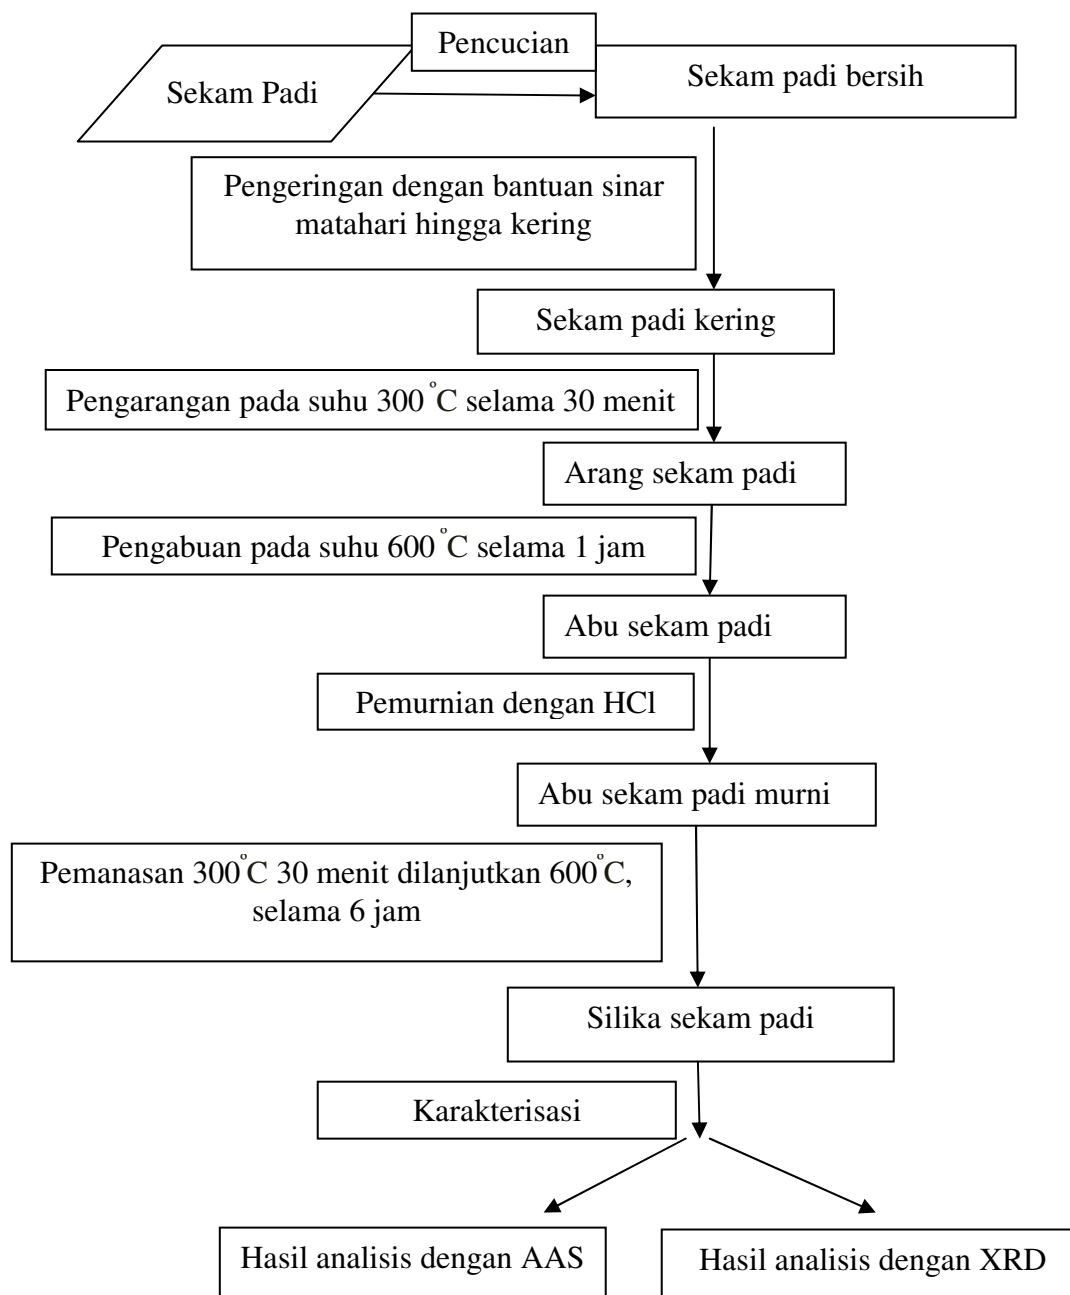 Pencucian
Sekam Padi
Sekam padi bersih
Pengeringan dengan bantuan sinar
matahari hingga kering
Sekam padi kering
Pengarangan pada suhu 300°C selama 30 menit
Arang sekam padi
Pengabuan pada suhu 600°C selama 1 jam
Abu sekam padi
Pemurnian dengan HCl
Abu sekam padi murni
Pemanasan 300°C 30 menit dilanjutkan 600°C,
selama 6 jam
Silika sekam padi
Karakterisasi
Hasil analisis dengan AAS
Hasil analisis dengan XRD